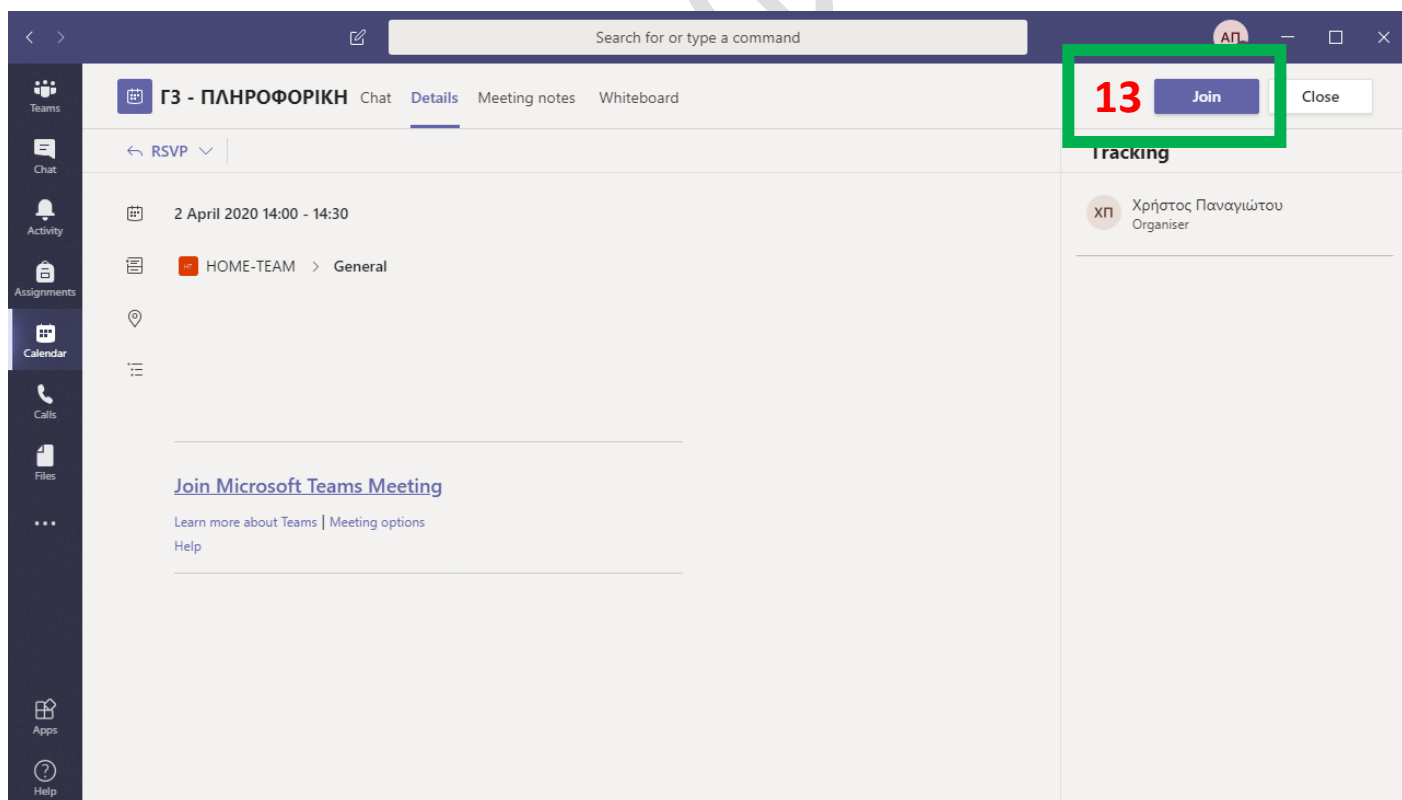 Search for or type a command
ΑΠ
Teams
Γ3 - ΠΛΗΡΟΦΟΡΙΚΗ Chat Details Meeting notes Whiteboard
13 Join Close
Chat
RSVP
Tracking
Activity
2 April 2020 14:00 - 14:30
ΧΠ Χρήστος Παναγιώτου
Organiser
Assignments
HT HOME-TEAM > General
Calendar
Calls
Files
Join Microsoft Teams Meeting
Learn more about Teams | Meeting options
Help
Apps
Help